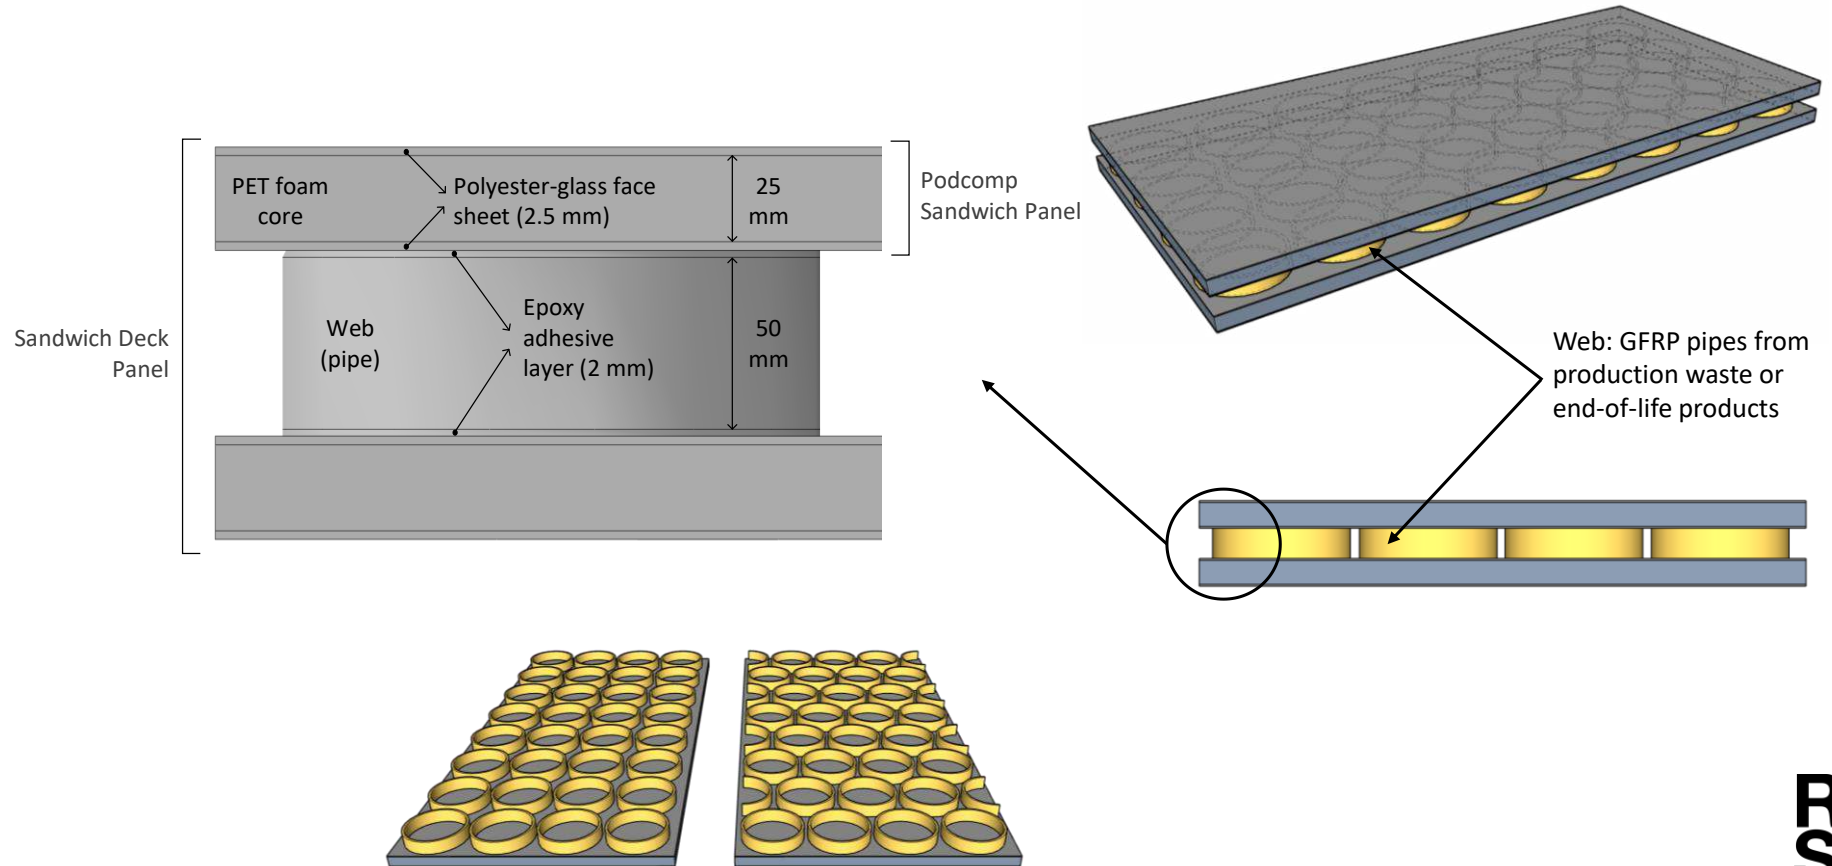 PET foam
core
Polyester-glass face
sheet (2.5 mm)
25
mm
Podcomp
Sandwich Panel
Sandwich Deck
Panel
Web
(pipe)
Epoxy
adhesive
layer (2 mm)
50
mm
Web: GFRP pipes from
production waste or
end-of-life products
R
S